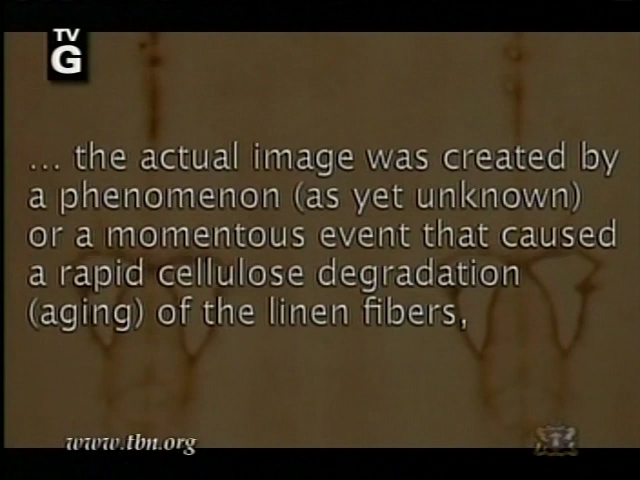 TV
G
... the actual image was created by
a phenomenon (as yet unknown)
or a momentous event that caused
a rapid cellulose degradation
(aging) of the linen fibers,
www.tbn.org